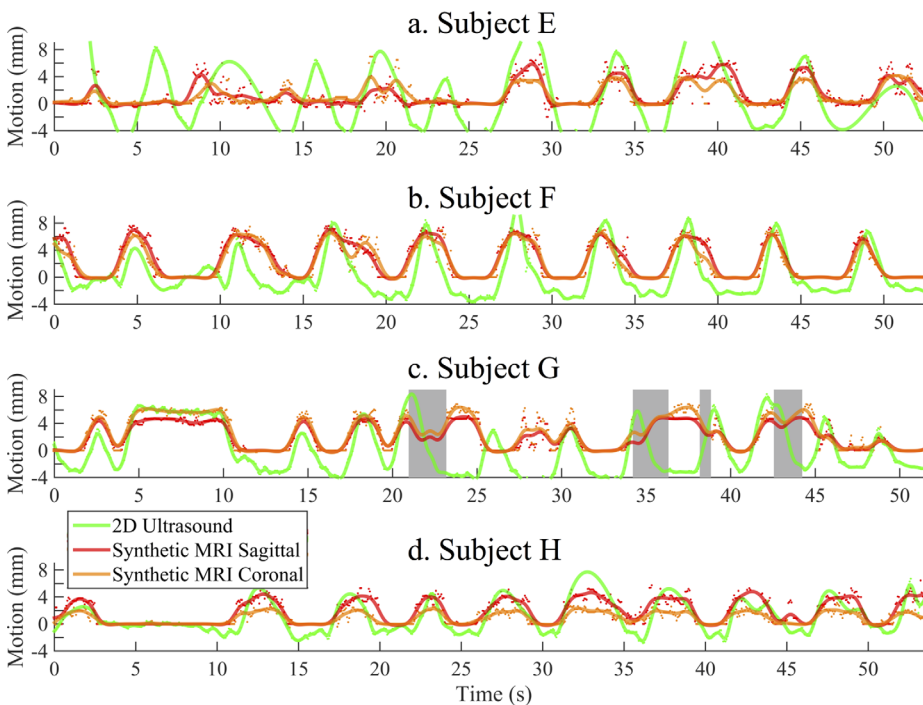 a. Subject E
Motion (mm)
8
4
0
-4
0 5 10 15 20 25 30 35 40 45 50
b. Subject F
Motion (mm)
8
4
0
-4
0 5 10 15 20 25 30 35 40 45 50
c. Subject G
Motion (mm)
8
4
0
4
0 5 10 15 20 25 30 35 40 45 50
2D Ultrasound
Synthetic MRI Sagittal
Synthetic MRI Coronal
d. Subject H
Motion (mm)
8
4
0
-4
0 5 10 15 20 25 30 35 40 45 50
Time (s)